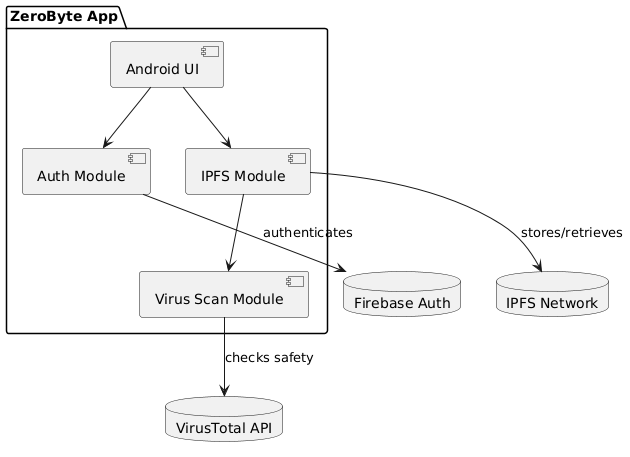 ZeroByte App
Android UI
Auth Module
IPFS Module
authenticates
stores/retrieves
Virus Scan Module
Firebase Auth
IPFS Network
checks safety
VirusTotal API